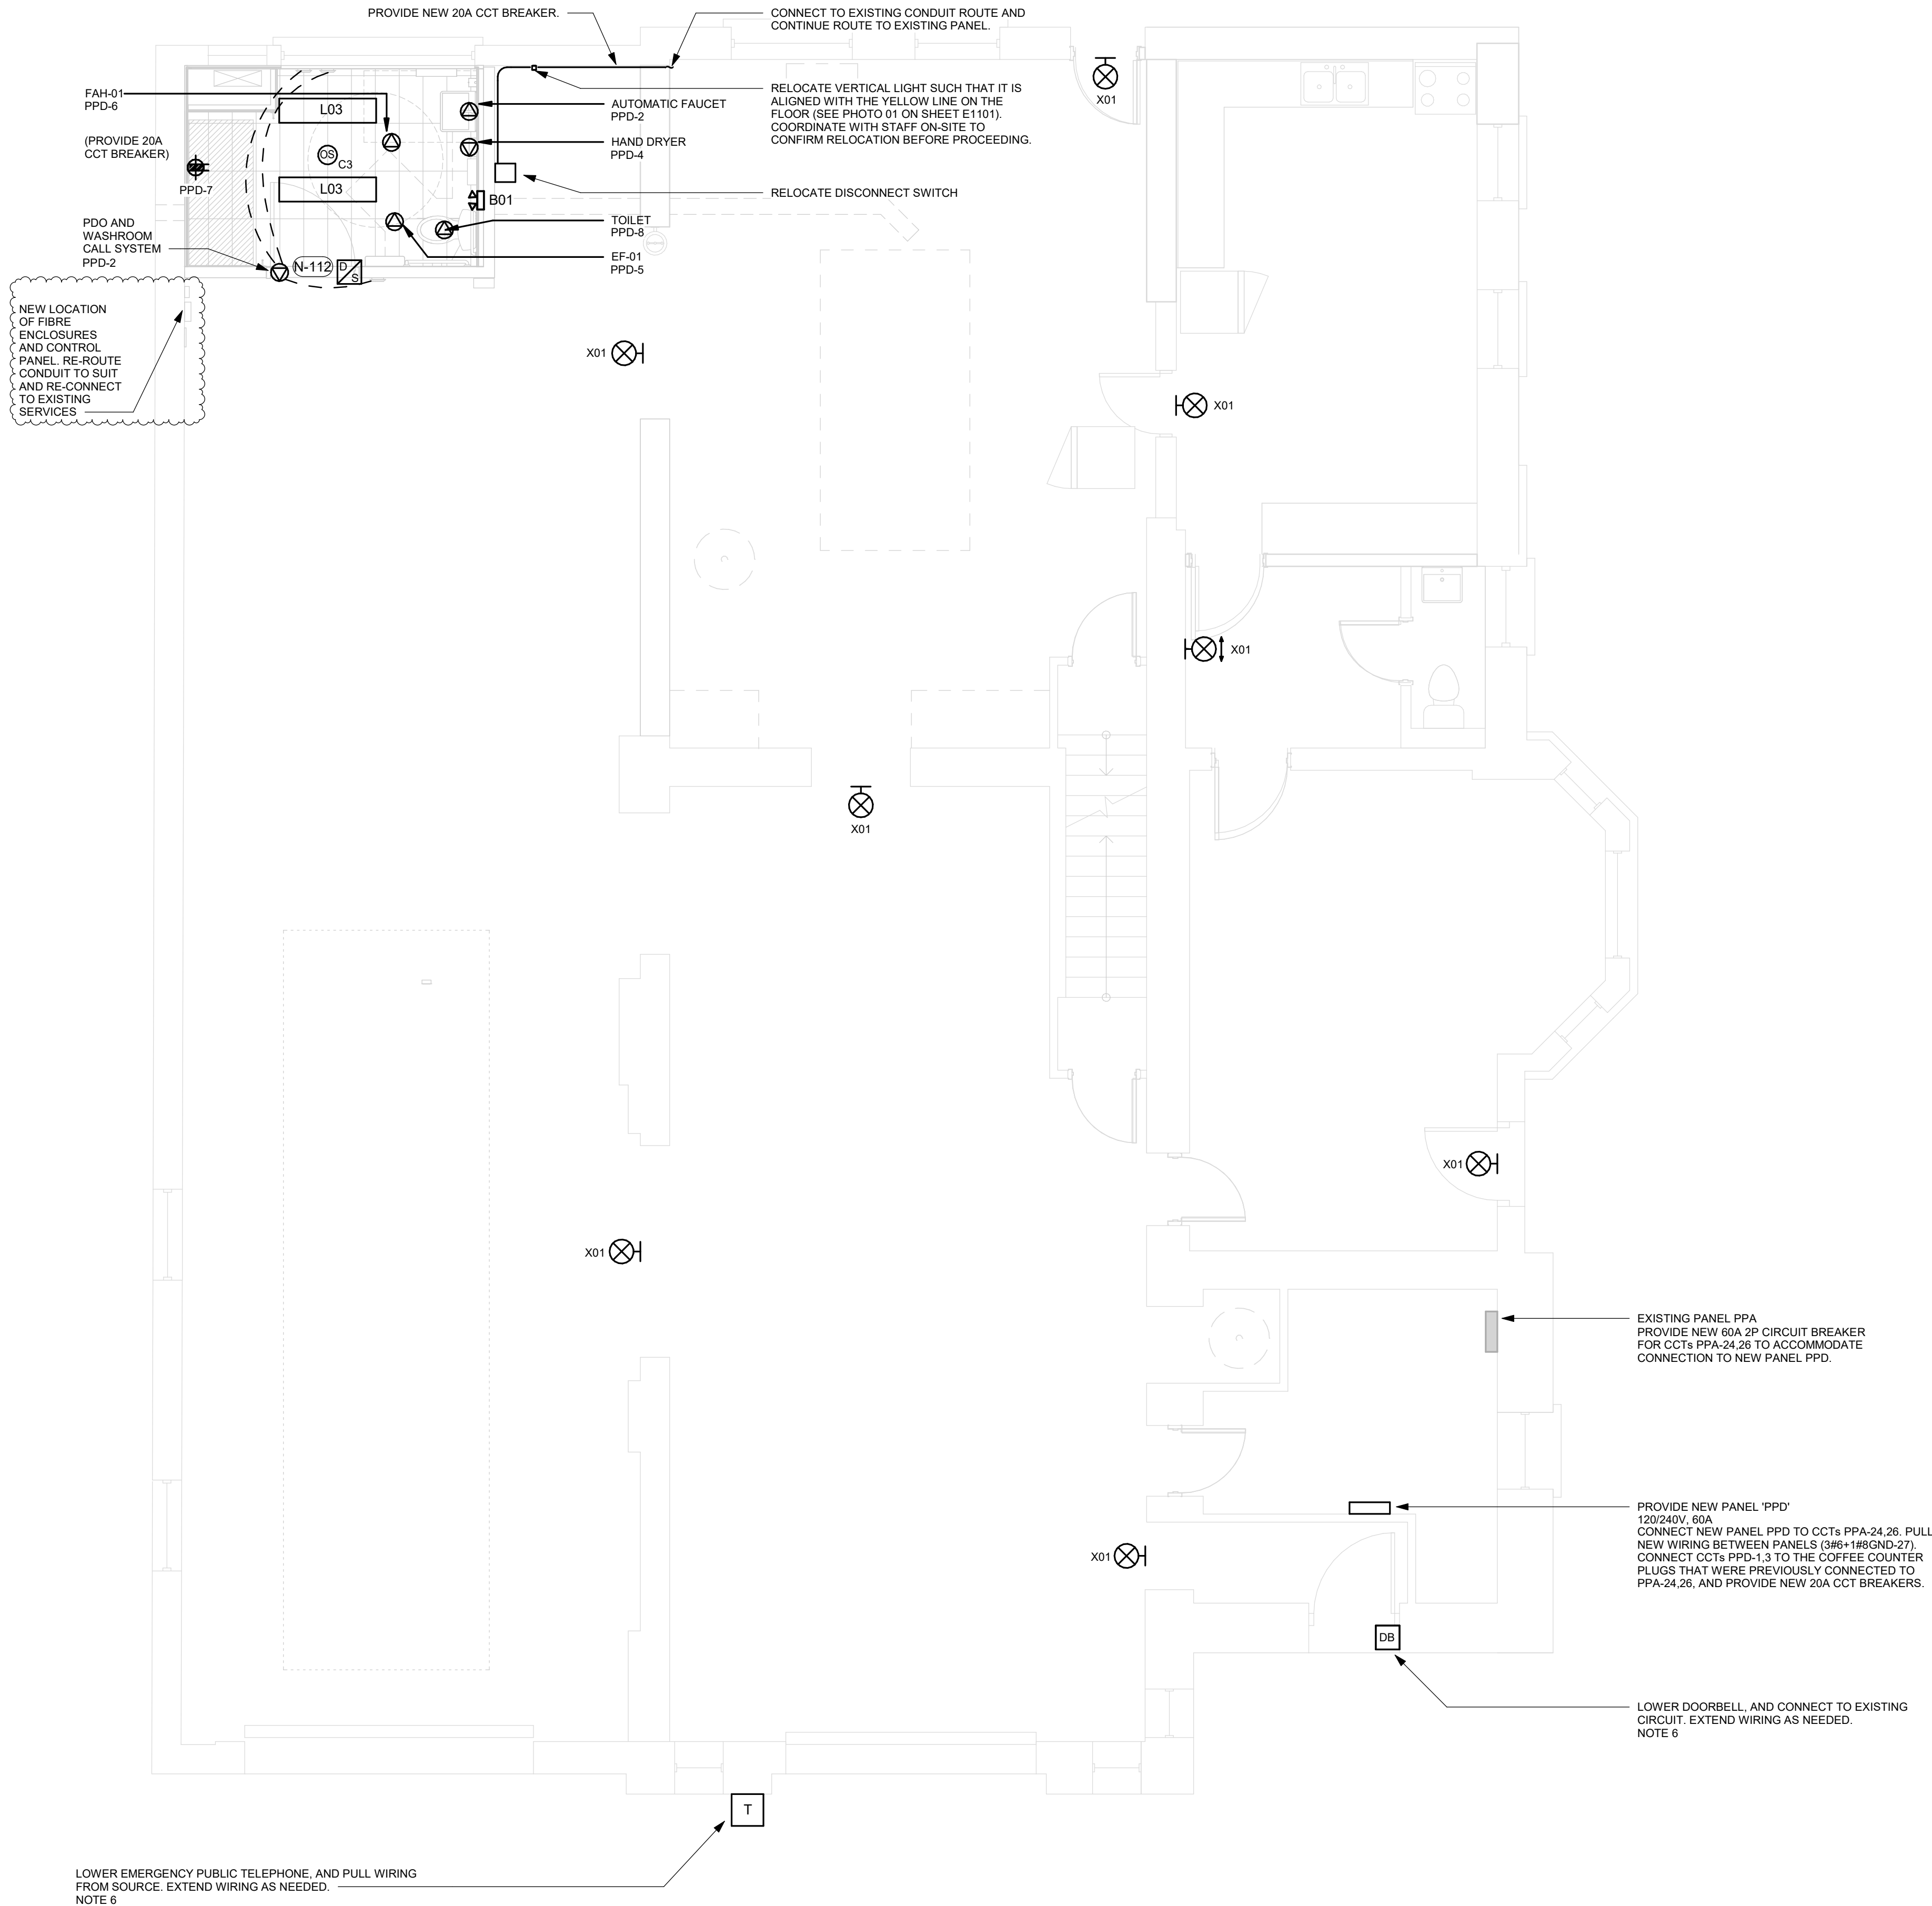 PROVIDE NEW 20A CCT BREAKER.
CONNECT TO EXISTING CONDUIT ROUTE AND
CONTINUE ROUTE TO EXISTING PANEL.
FAH-01
PPD-6
(PROVIDE 20A
CCT BREAKER)
PPD-7
PDO AND
WASHROOM
CALL SYSTEM
PPD-2
L03
OS
C3
L03
B01
N-112
D
S
AUTOMATIC FAUCET
PPD-2
HAND DRYER
PPD-4
TOILET
PPD-8
EF-01
PPD-5
RELOCATE VERTICAL LIGHT SUCH THAT IT IS
ALIGNED WITH THE YELLOW LINE ON THE
FLOOR (SEE PHOTO 01 ON SHEET E1101).
COORDINATE WITH STAFF ON-SITE TO
CONFIRM RELOCATION BEFORE PROCEEDING.
RELOCATE DISCONNECT SWITCH
X01
NEW LOCATION
OF FIBRE
ENCLOSURES
AND CONTROL
PANEL. RE-ROUTE
CONDUIT TO SUIT
AND RE-CONNECT
TO EXISTING
SERVICES
X01
X01
X01
X01
X01
X01
EXISTING PANEL PPA
PROVIDE NEW 60A 2P CIRCUIT BREAKER
FOR CCTs PPA-24,26 TO ACCOMMODATE
CONNECTION TO NEW PANEL PPD.
PROVIDE NEW PANEL 'PPD'
120/240V, 60A
CONNECT NEW PANEL PPD TO CCTs PPA-24,26. PULL
NEW WIRING BETWEEN PANELS (3#6+1#8GND-27).
CONNECT CCTs PPD-1,3 TO THE COFFEE COUNTER
PLUGS THAT WERE PREVIOUSLY CONNECTED TO
PPA-24,26, AND PROVIDE NEW 20A CCT BREAKERS.
X01
DB
LOWER DOORBELL, AND CONNECT TO EXISTING
CIRCUIT. EXTEND WIRING AS NEEDED.
NOTE 6
T
LOWER EMERGENCY PUBLIC TELEPHONE, AND PULL WIRING
FROM SOURCE. EXTEND WIRING AS NEEDED.
NOTE 6